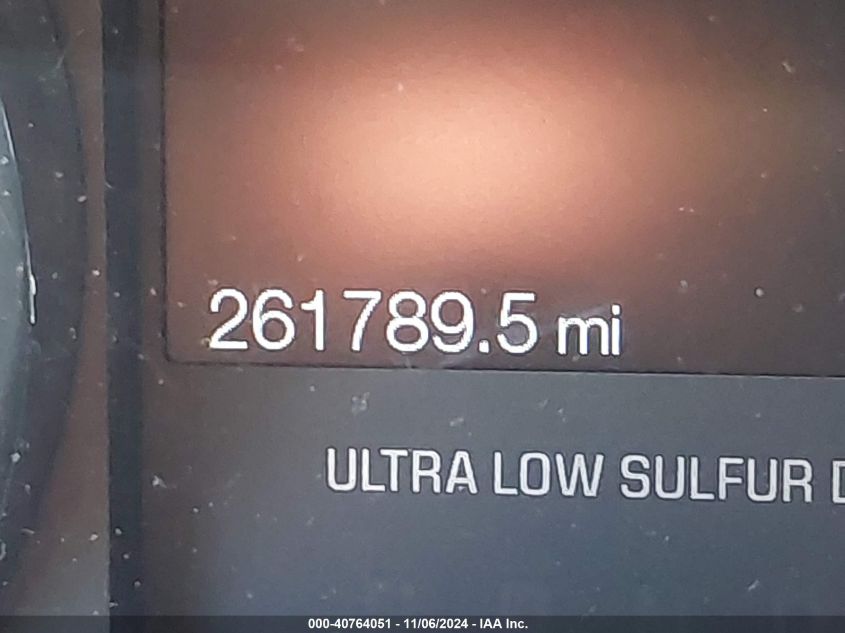 261789.5 mi
ULTRA LOW SULFUR
000-40764051 - 11/06/2024 - IAA Inc.